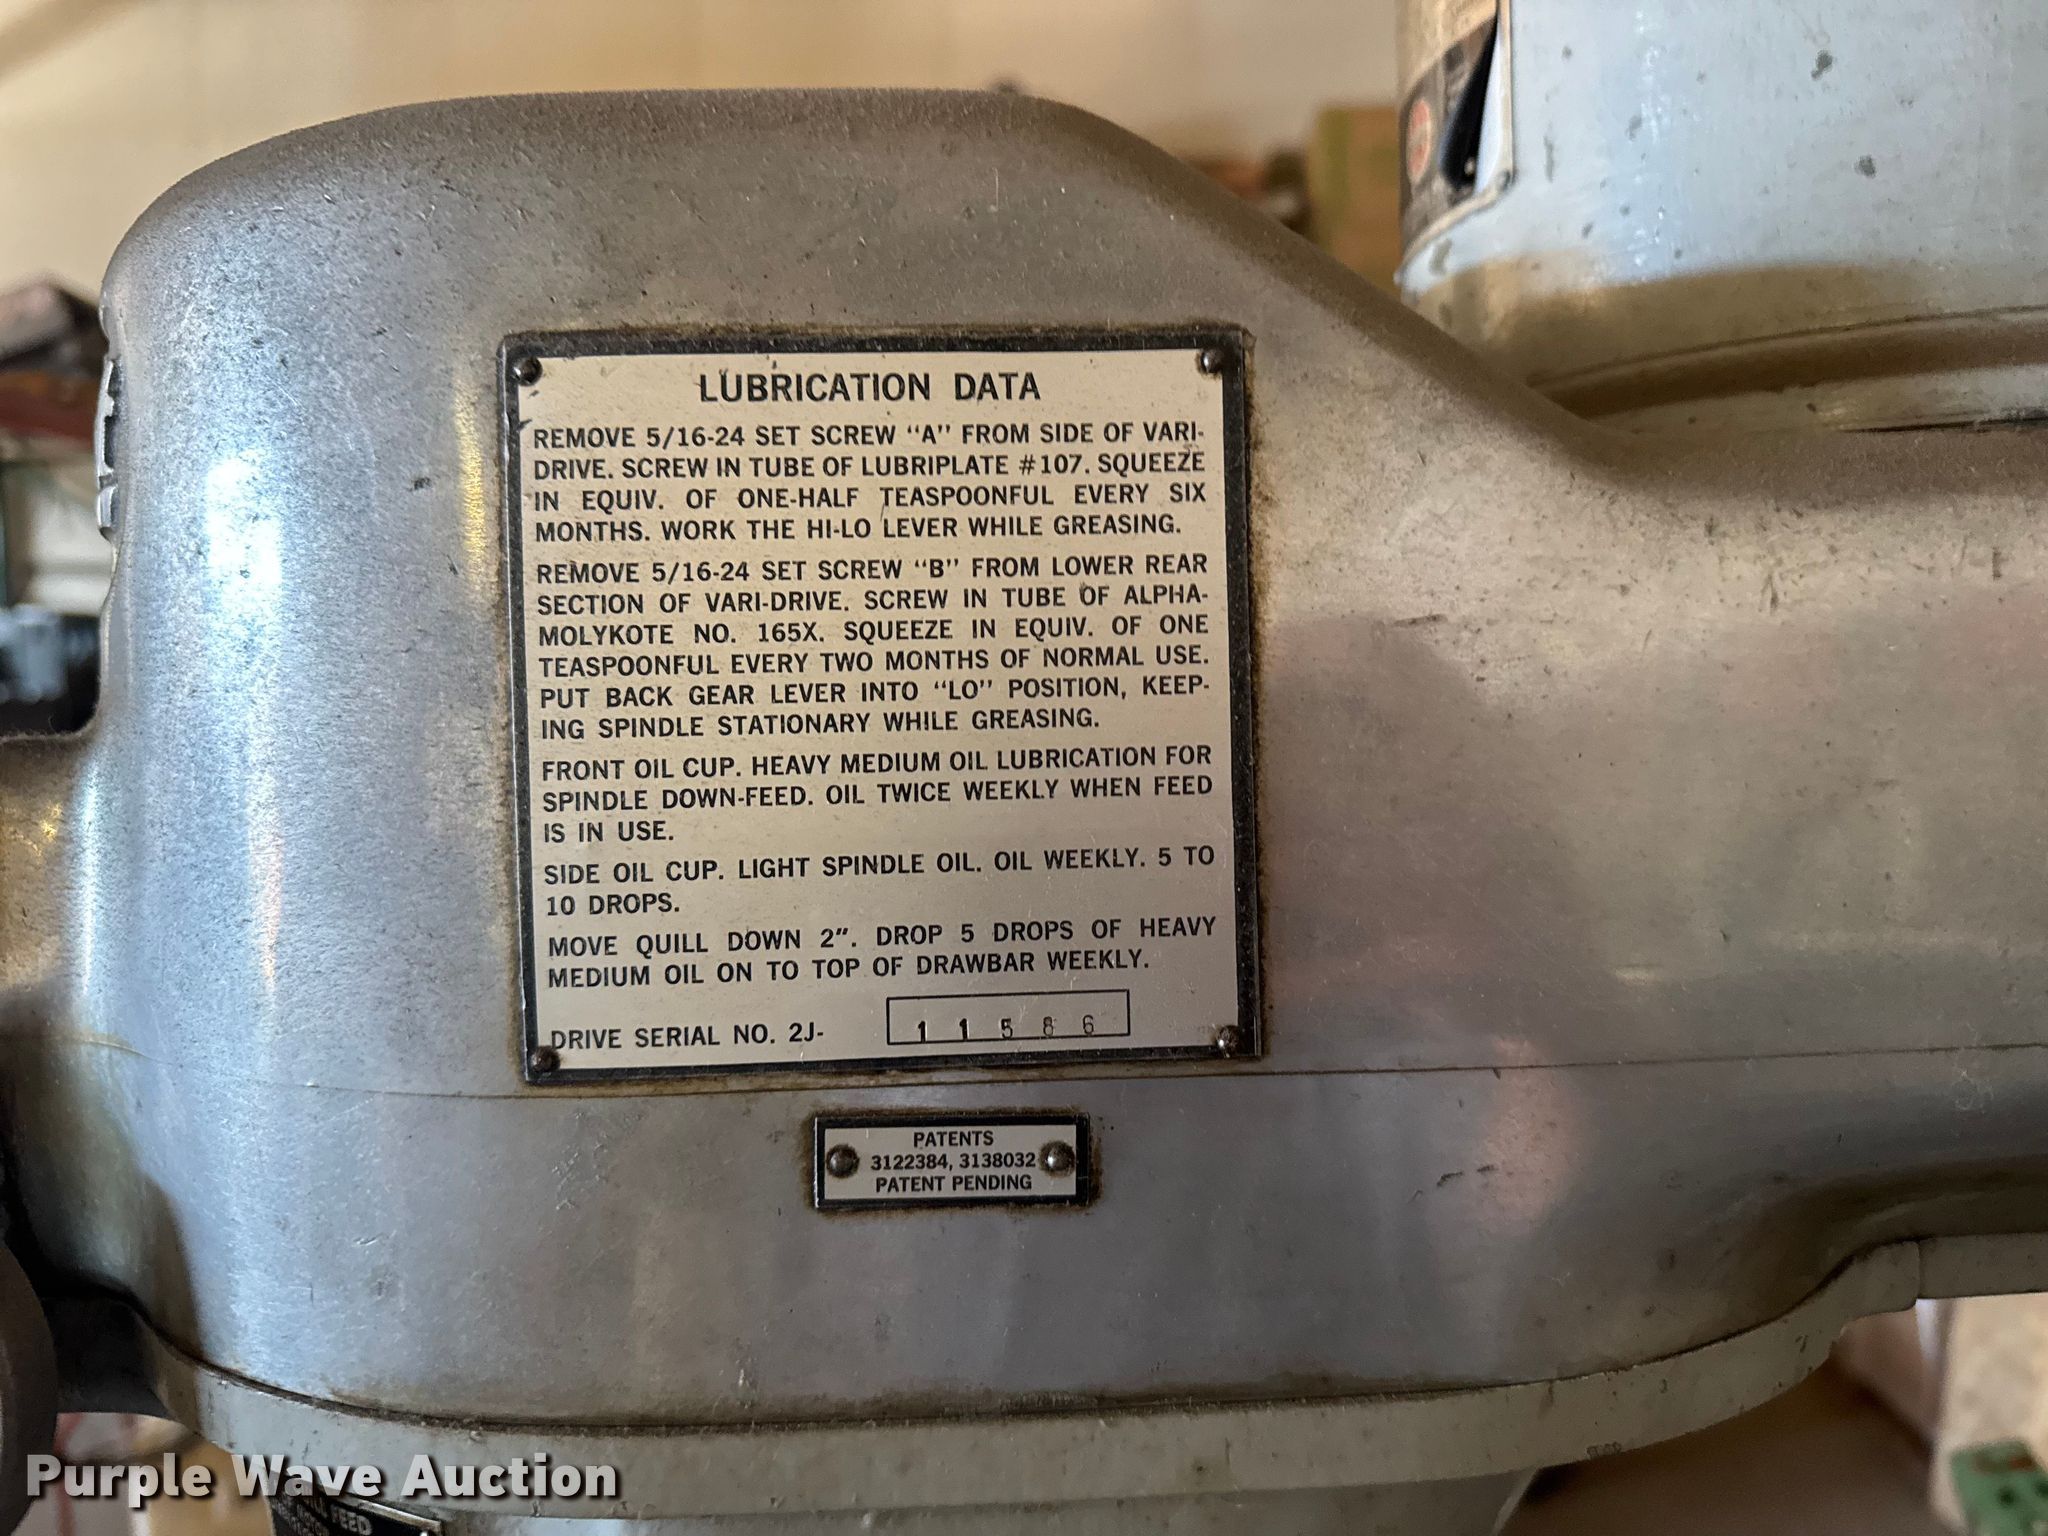 LUBRICATION DATA
REMOVE 5/16-24 SET SCREW "A" FROM SIDE OF VARI-
DRIVE. SCREW IN TUBE OF LUBRIPLATE #107. SQUEEZE
IN EQUIV. OF ONE-HALF TEASPOONFUL EVERY SIX
MONTHS. WORK THE HI-LO LEVER WHILE GREASING.
REMOVE 5/16-24 SET SCREW "B" FROM LOWER REAR
SECTION OF VARI-DRIVE. SCREW IN TUBE OF ALPHA-
MOLYKOTE NO. 165X. SQUEEZE IN EQUIV. OF ONE
TEASPOONFUL EVERY TWO MONTHS OF NORMAL USE.
PUT BACK GEAR LEVER INTO "LO" POSITION, KEEP-
ING SPINDLE STATIONARY WHILE GREASING.
FRONT OIL CUP. HEAVY MEDIUM OIL LUBRICATION FOR
SPINDLE DOWN-FEED. OIL TWICE WEEKLY WHEN FEED
IS IN USE.
SIDE OIL CUP. LIGHT SPINDLE OIL. OIL WEEKLY. 5 TO
10 DROPS.
MOVE QUILL DOWN 2". DROP 5 DROPS OF HEAVY
MEDIUM OIL ON TO TOP OF DRAWBAR WEEKLY.
DRIVE SERIAL NO. 2J- 11586
PATENTS
3122384, 3138032
PATENT PENDING
Purple Wave Auction
FEED